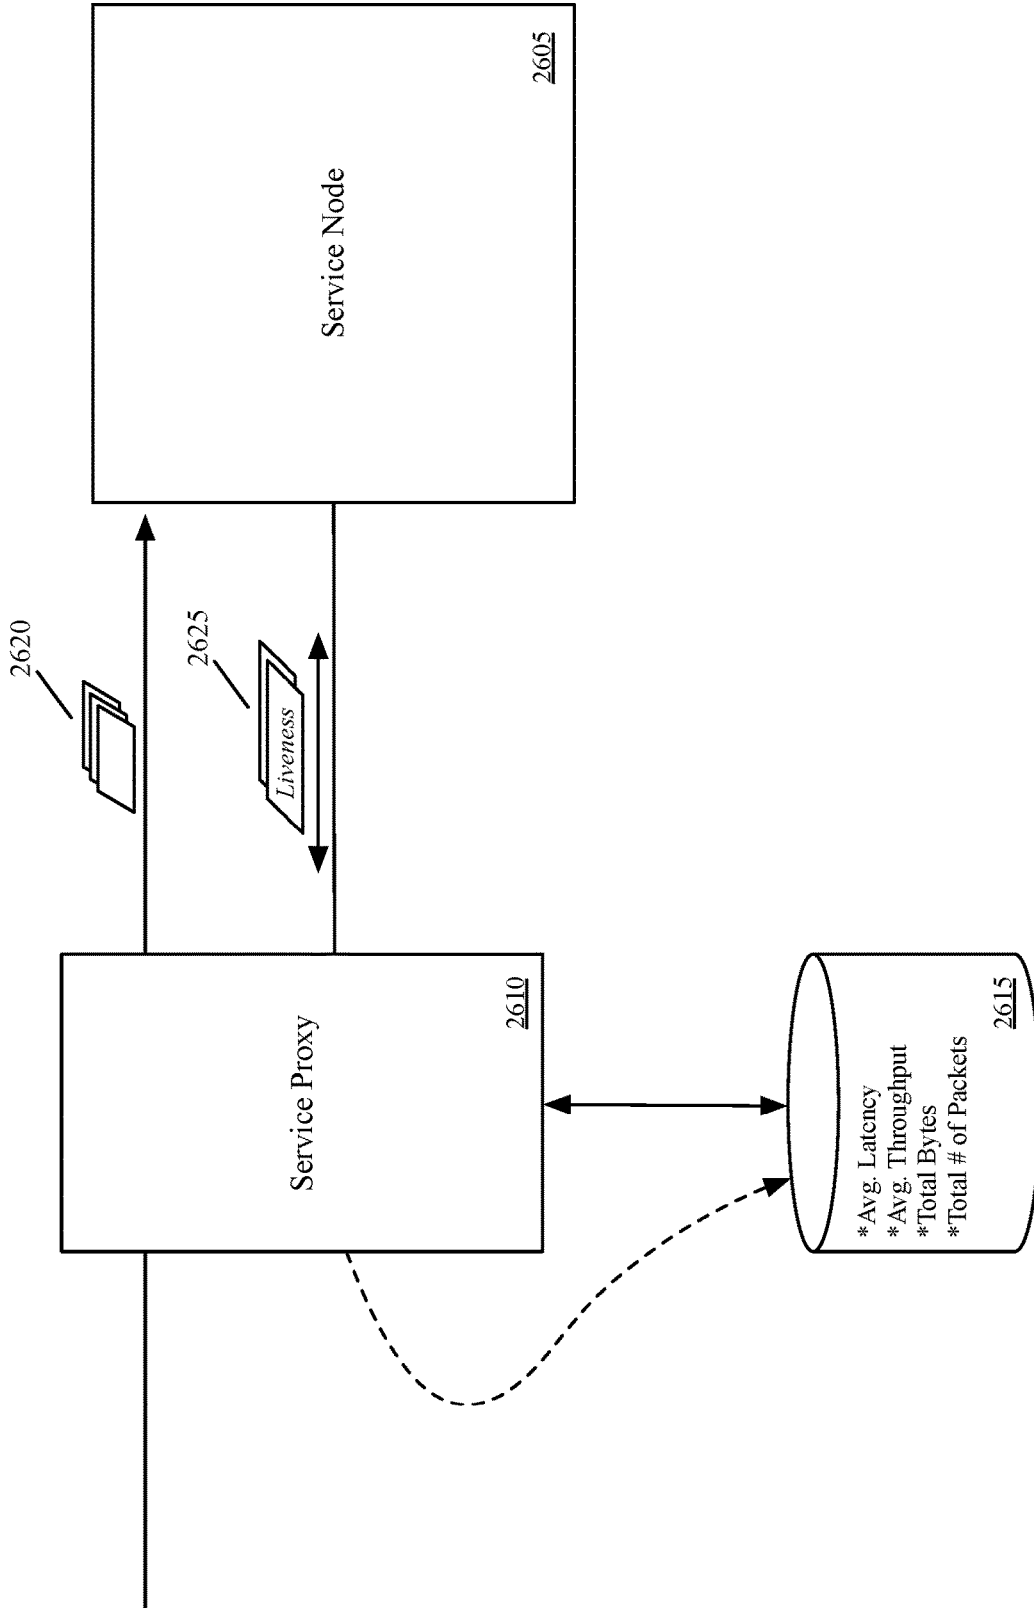 2620
2625
Liveness
Service Node
2605
Service Proxy
2610
*Avg. Latency
*Avg. Throughput
*Total Bytes
*Total # of Packets
2615